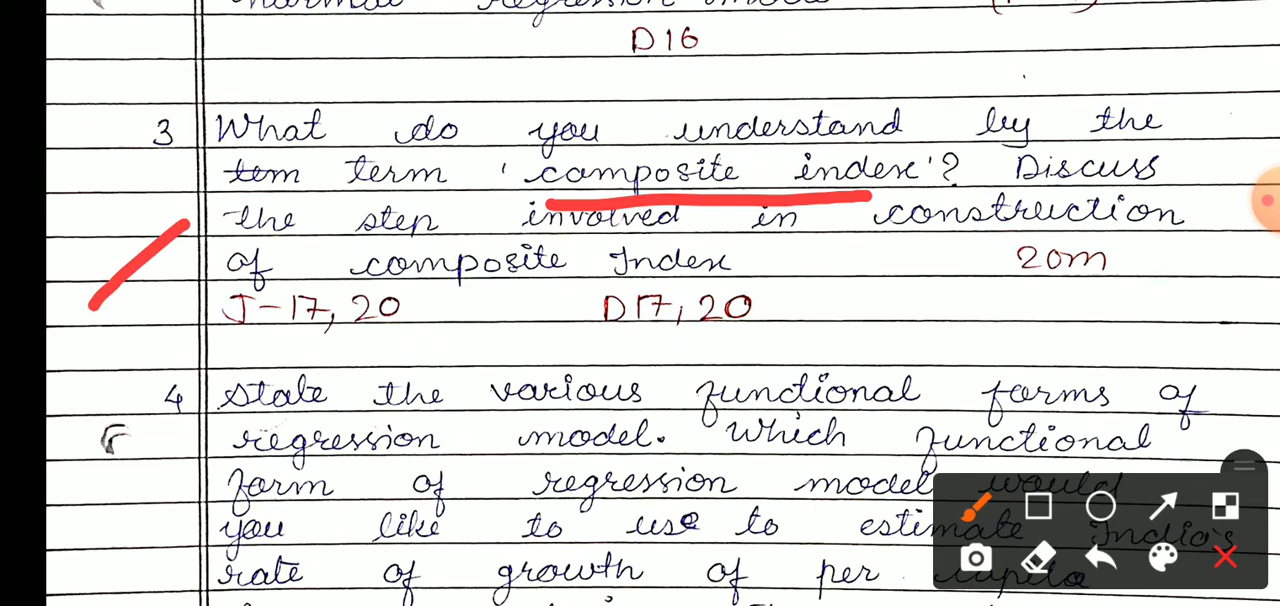 D16
3 What do you understand by the
tem term 'composite index'? Discuss
the step involved in construction
of composite Index 20m
J-17, 20 D17, 20
4 State the various functional forms of
regression model. Which functional
form of regression model would
you like to use to estimate India's
rate of growth of per capita